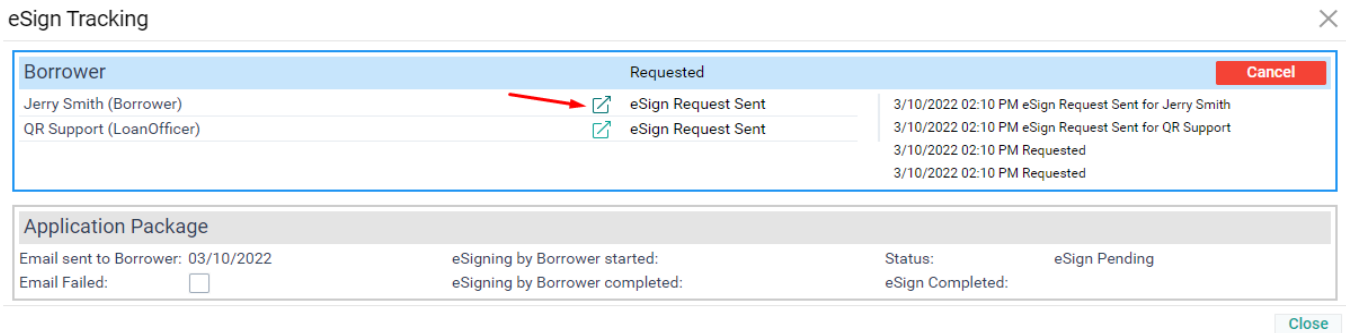 eSign Tracking
Borrower Requested Cancel
Jerry Smith (Borrower) eSign Request Sent 3/10/2022 02:10 PM eSign Request Sent for Jerry Smith
QR Support (LoanOfficer) eSign Request Sent 3/10/2022 02:10 PM eSign Request Sent for QR Support
3/10/2022 02:10 PM Requested
3/10/2022 02:10 PM Requested
Application Package
Email sent to Borrower: 03/10/2022 eSigning by Borrower started: Status: eSign Pending
Email Failed: eSigning by Borrower completed: eSign Completed:
Close